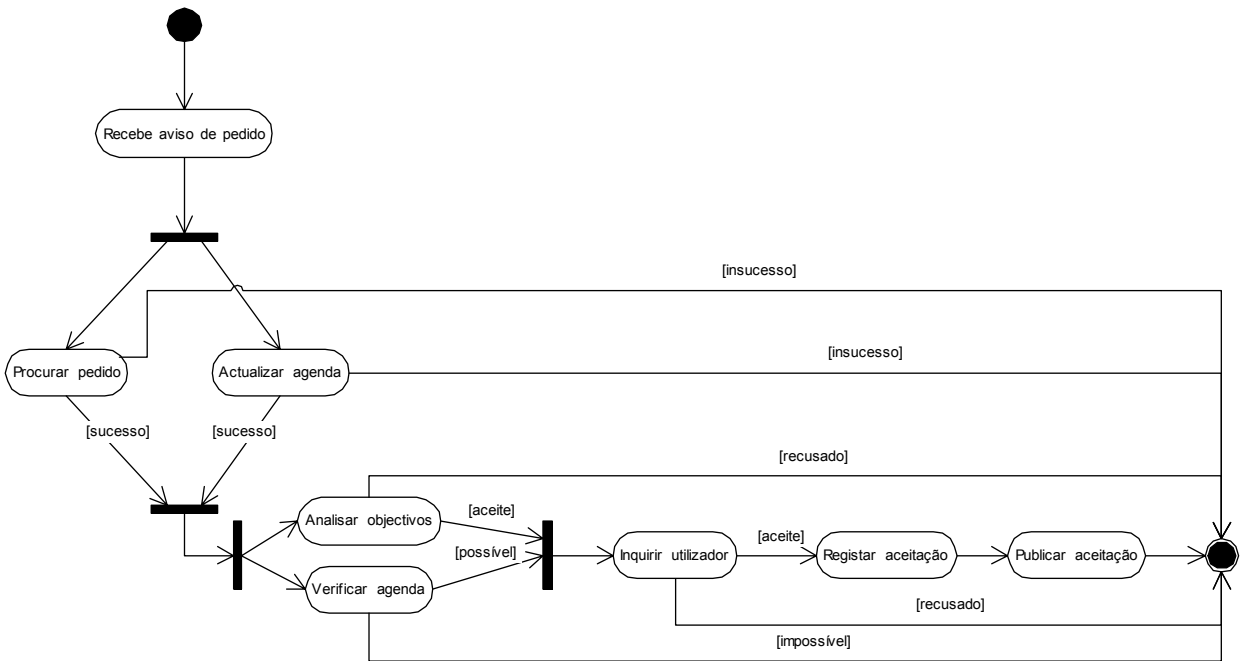 Recebe aviso de pedido
[insucesso]
[insucesso]
Procurar pedido
Actualizar agenda
[sucesso]
[sucesso]
[recusado]
Analisar objectivos
[aceite]
[possível]
Inquirir utilizador
[aceite]
Registar aceitação
Publicar aceitação
Verificar agenda
[recusado]
[impossível]